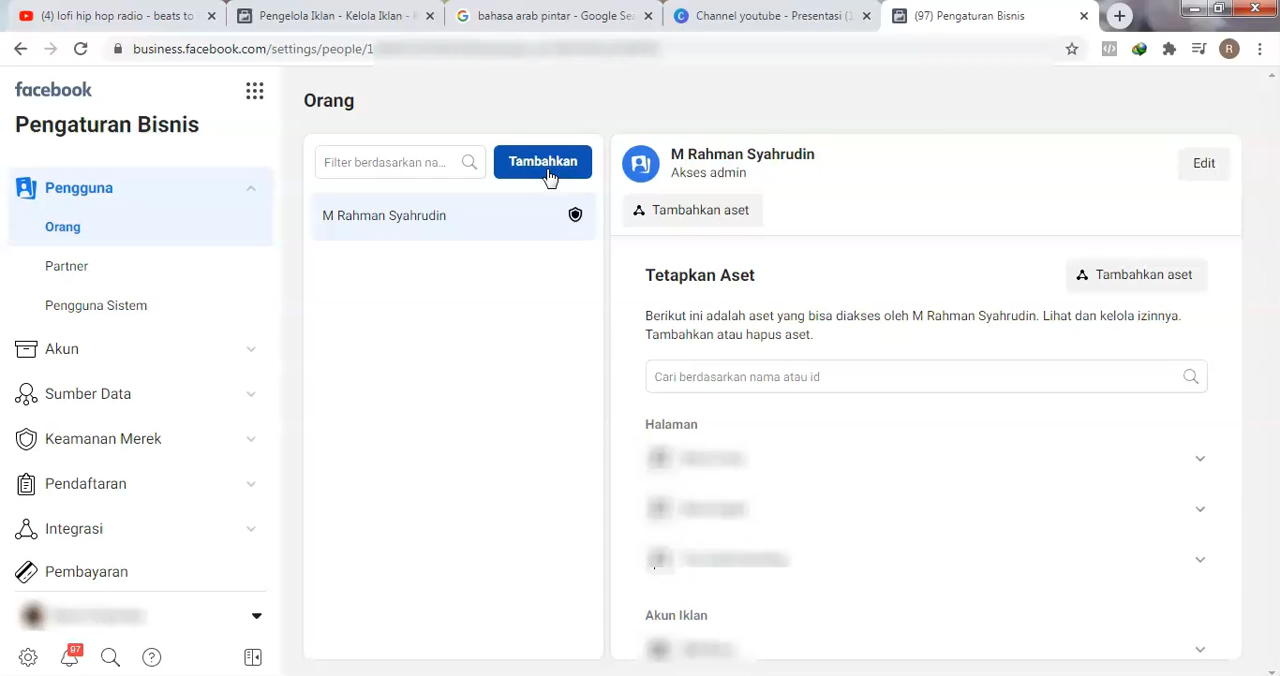 (4) lofi hip hop radio - beats to
Pengelola Iklan - Kelola Iklan -
bahasa arab pintar - Google Se
Channel youtube - Presentasi (
(97) Pengaturan Bisnis
business.facebook.com/settings/people/1
R
facebook
Pengaturan Bisnis
Pengguna
Orang
Partner
Pengguna Sistem
Akun
Sumber Data
Keamanan Merek
Pendaftaran
Integrasi
Pembayaran
97
Orang
Filter berdasarkan na...
Tambahkan
M Rahman Syahrudin
M Rahman Syahrudin
Akses admin
Edit
Tambahkan aset
Tetapkan Aset
Tambahkan aset
Berikut ini adalah aset yang bisa diakses oleh M Rahman Syahrudin. Lihat dan kelola izinnya.
Tambahkan atau hapus aset.
Cari berdasarkan nama atau id
Halaman
Akun Iklan